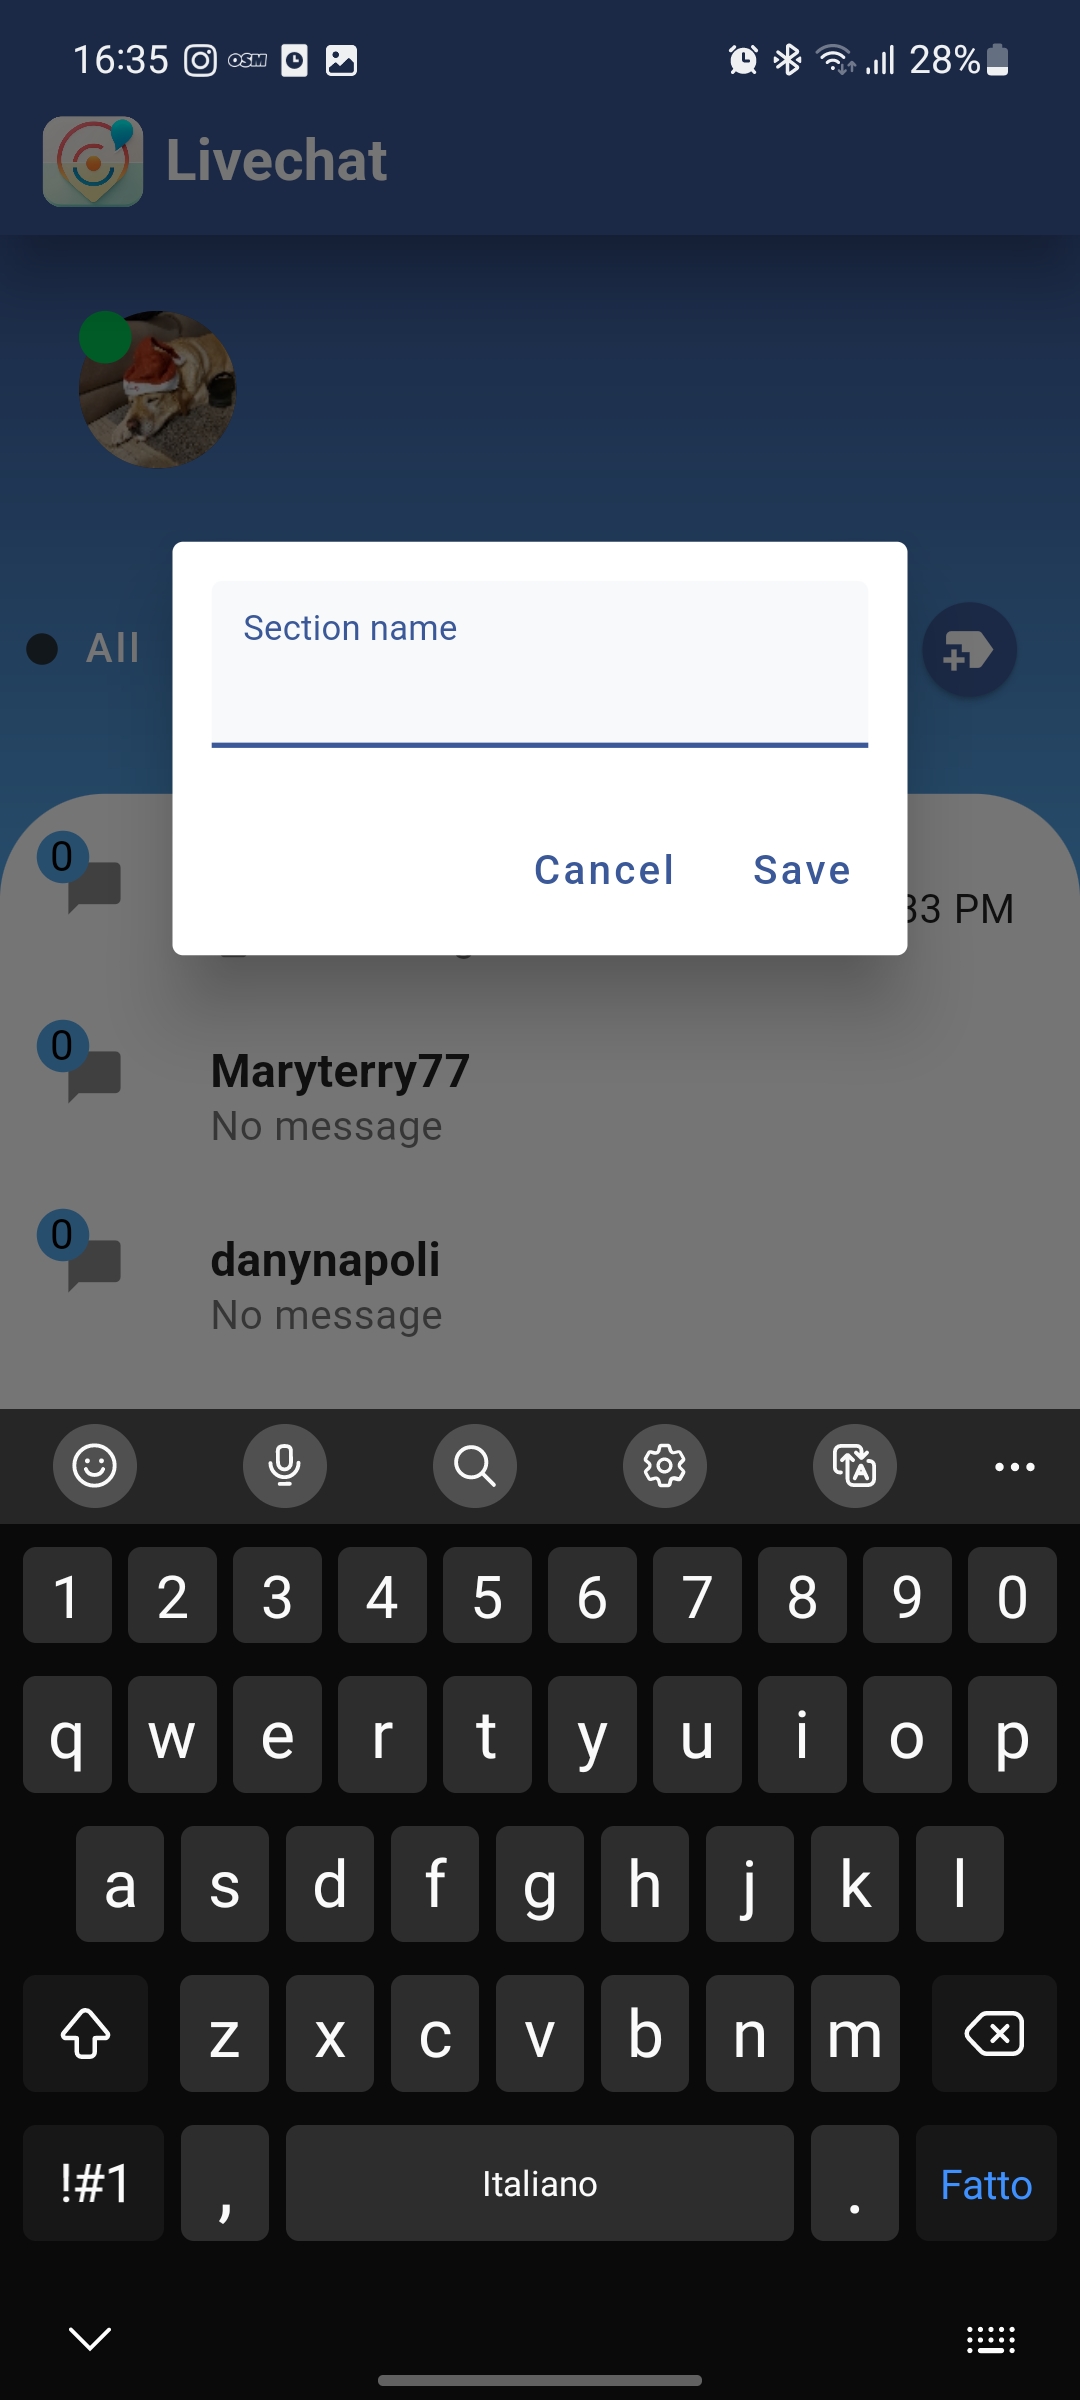 16:35 OSM 28%
Livechat
Section name
All
Cancel Save
0
33 PM
0
Maryterry77
No message
0
danynapoli
No message
1 2 3 4 5 6 7 8 9 0
q w e r t y u i o p
a s d f g h j k l
z x c v b n m
!#1 , Italiano . Fatto